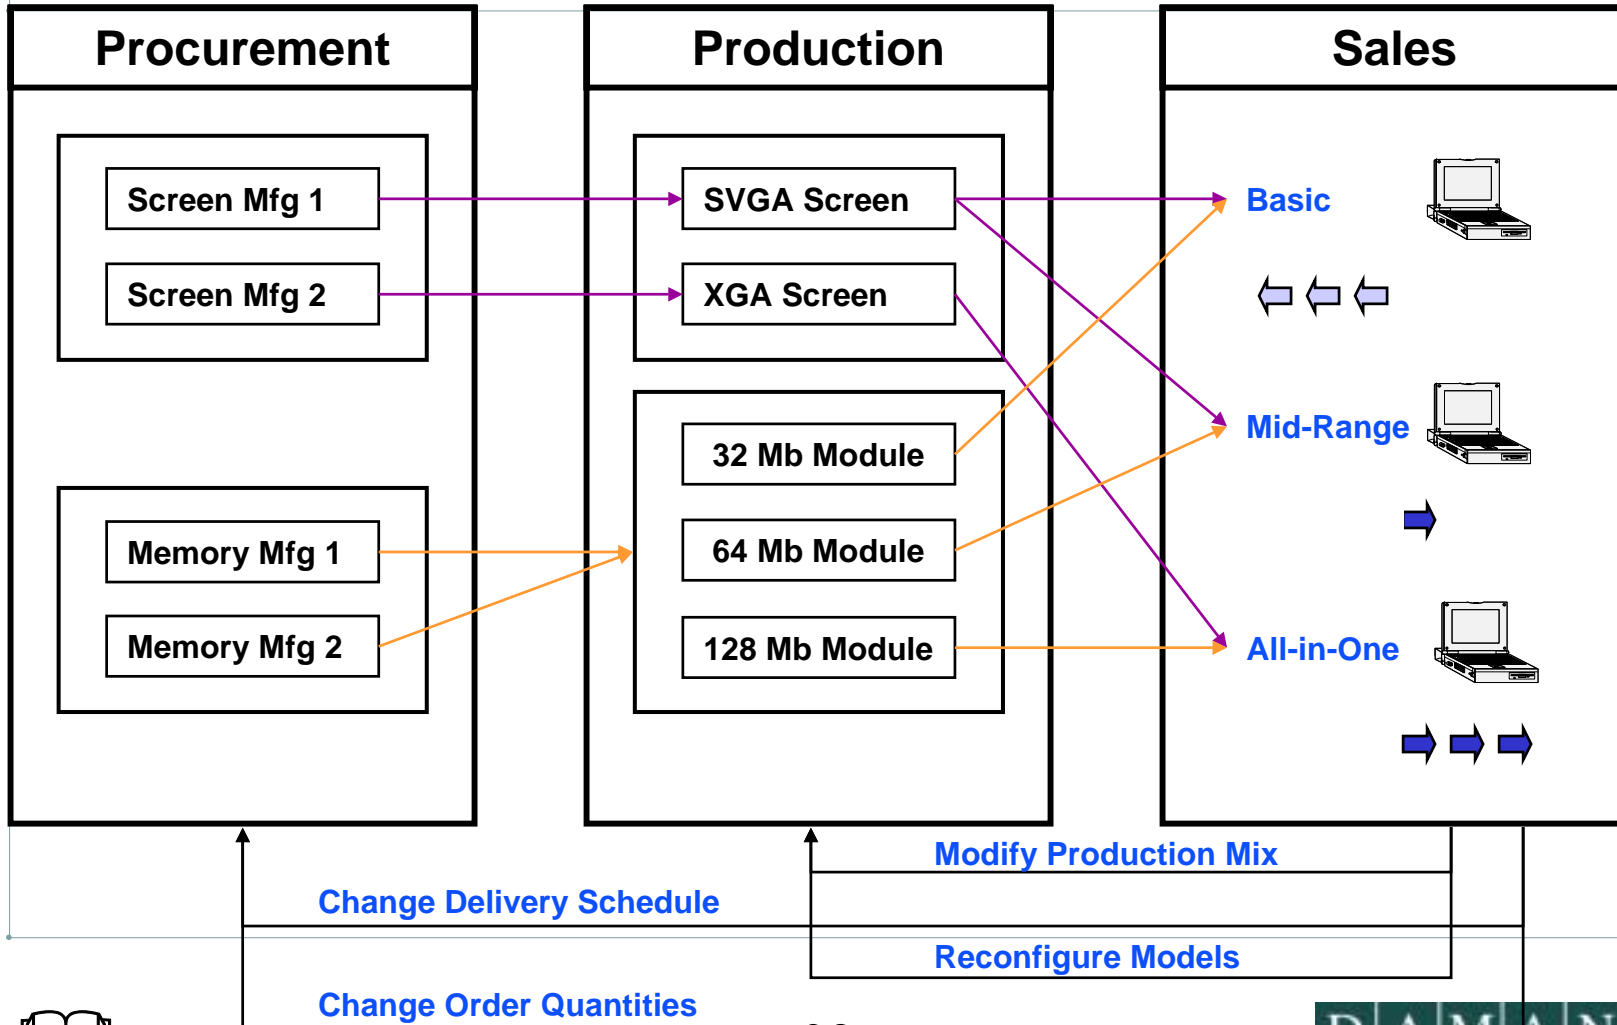 Procurement
Production
Sales
Screen Mfg 1
SVGA Screen
Basic
Screen Mfg 2
XGA Screen
32 Mb Module
Mid-Range
Memory Mfg 1
64 Mb Module
Memory Mfg 2
128 Mb Module
All-in-One
Modify Production Mix
Change Delivery Schedule
Reconfigure Models
Change Order Quantities
DAMAN